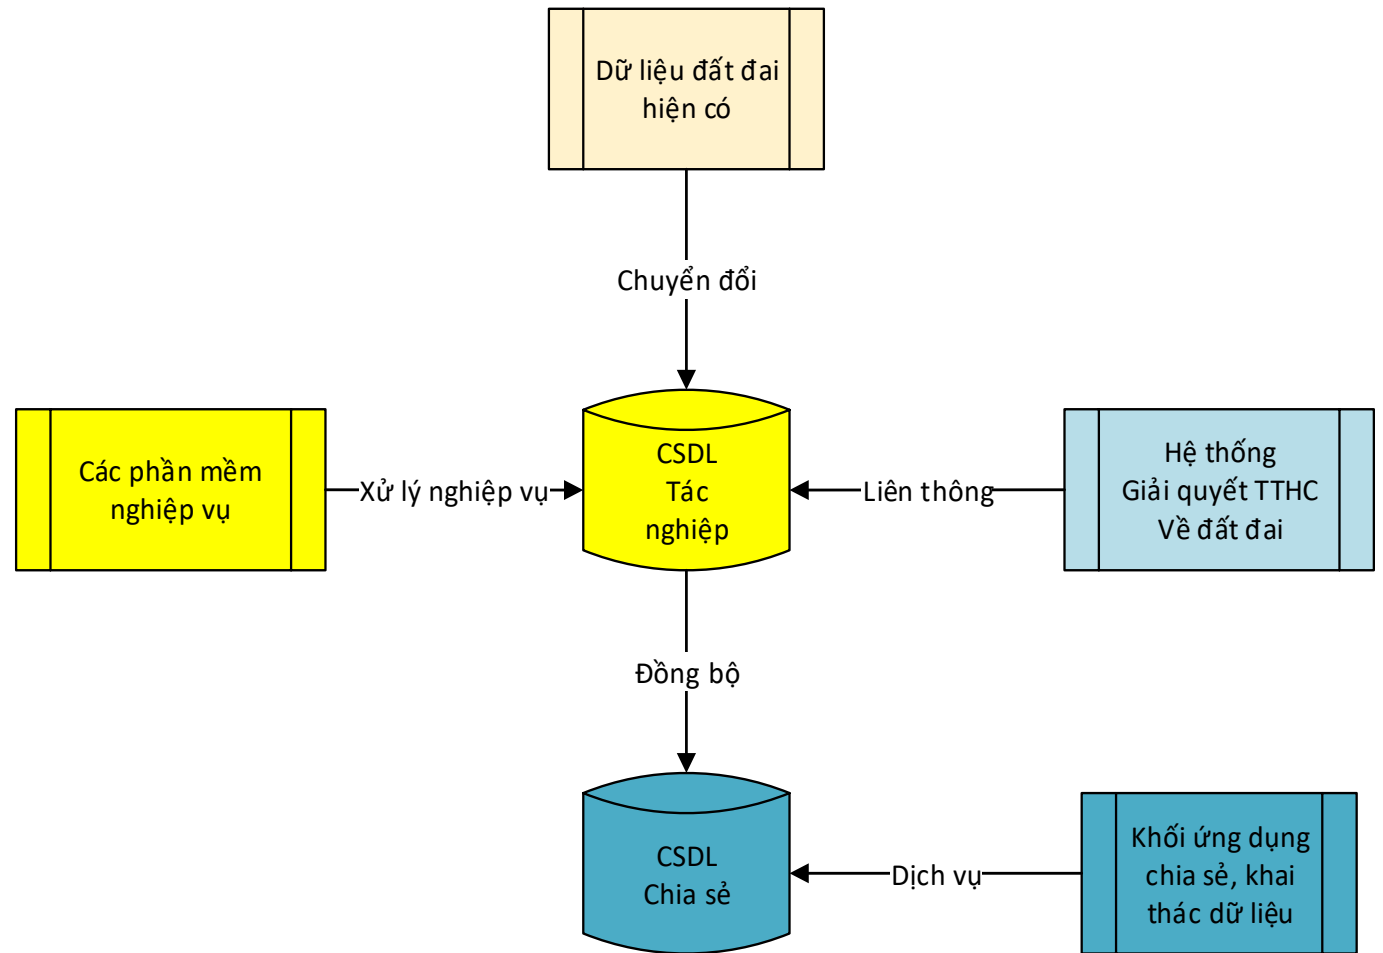 Dữ liệu đất đai
hiện có
Chuyển đổi
Các phần mềm
nghiệp vụ
Xử lý nghiệp vụ
CSDL
Tác
nghiệp
Liên thông
Hệ thống
Giải quyết TTHC
Về đất đai
Đồng bộ
CSDL
Chia sẻ
Dịch vụ
Khối ứng dụng
chia sẻ, khai
thác dữ liệu